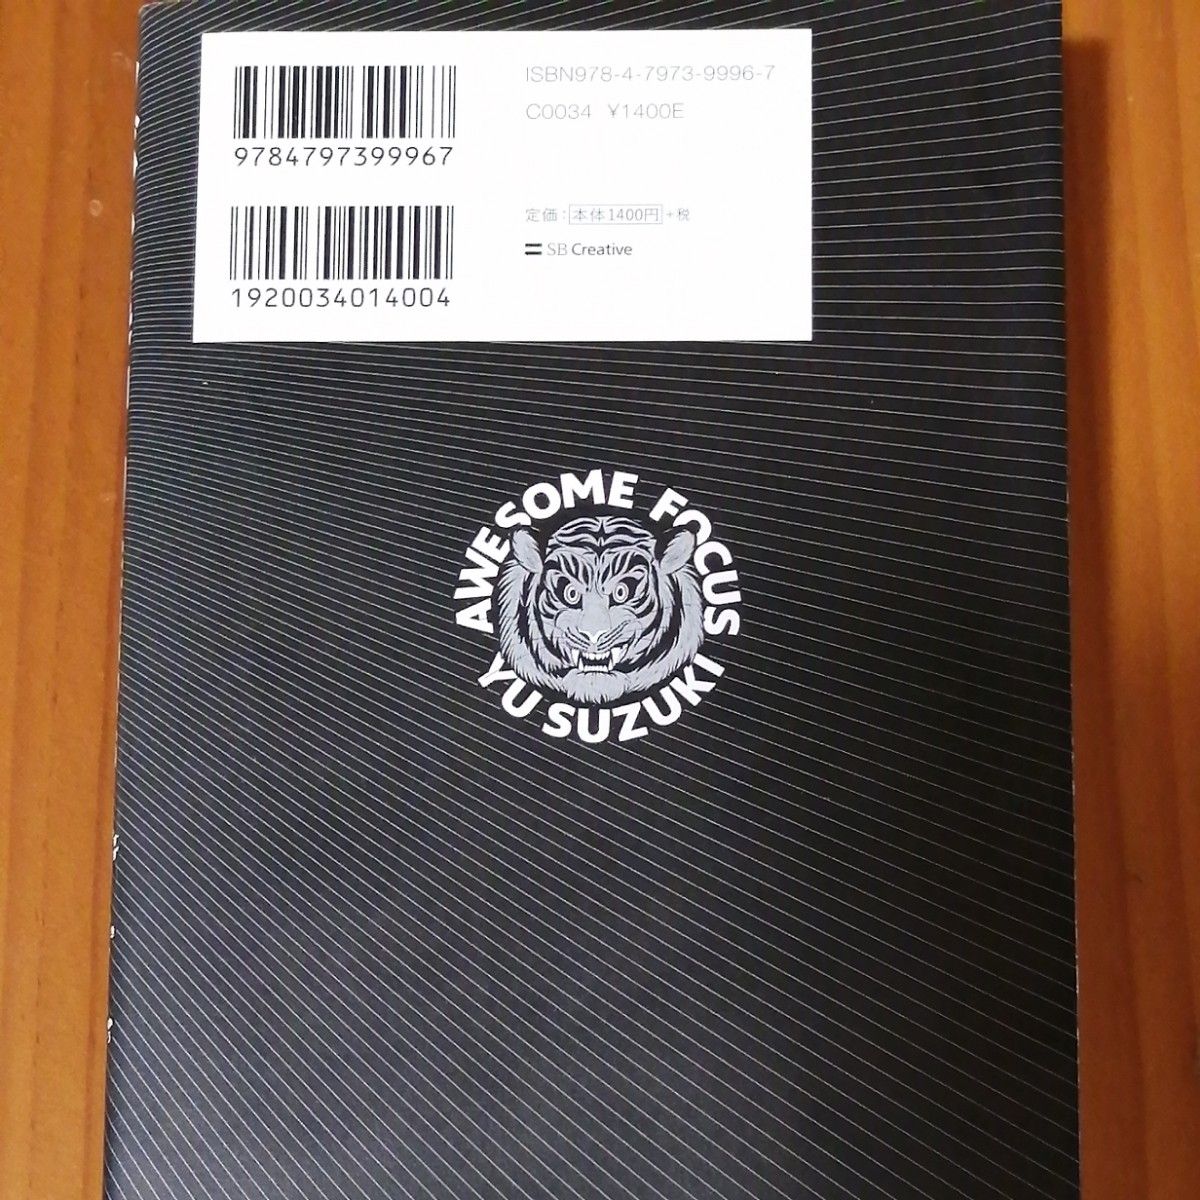 ISBN978-4-7973-9996-7
C0034 ¥1400E
9784797399967
定価：本体1400円+税
SB Creative
1920034014004
AWESOME FOCUS
YU SUZUKI